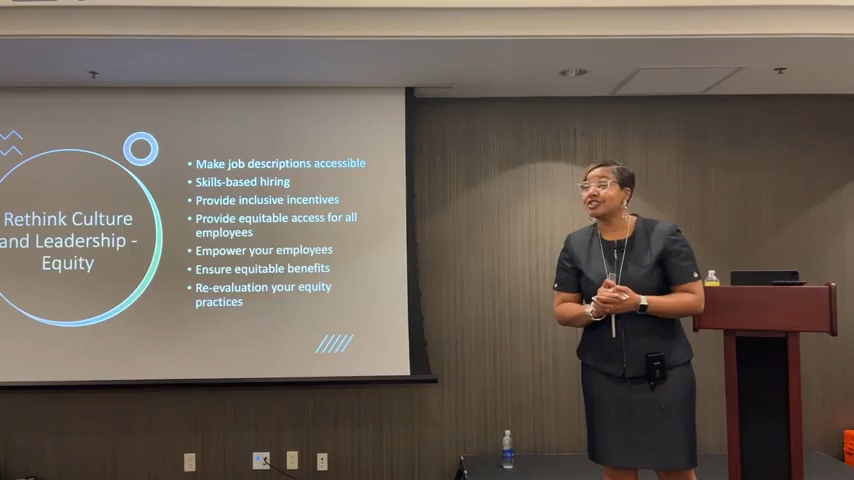 Rethink Culture
and Leadership -
Equity
• Make job descriptions accessible
• Skills-based hiring
• Provide inclusive incentives
• Provide equitable access for all
employees
• Empower your employees
• Ensure equitable benefits
• Re-evaluation your equity
practices